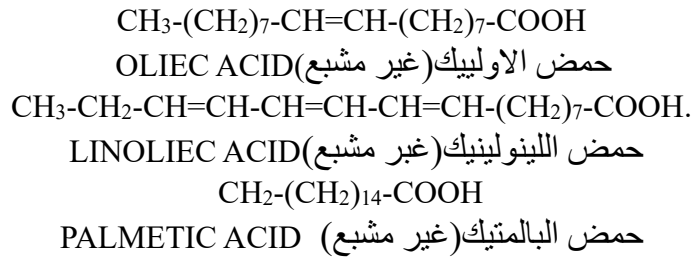 CH₃-(CH₂)₇-CH=CH-(CH₂)₇-COOH
حمض الاولييك(غير مشبع)OLIEC ACID
CH₃-CH₂-CH=CH-CH=CH-CH=CH-(CH₂)₇-COOH.
حمض اللينولينيك(غبر مشبع)LINOLIEC ACID
CH₂-(CH₂)₁₄-COOH
حمض البالمتيك(غير مشبع) PALMETIC ACID